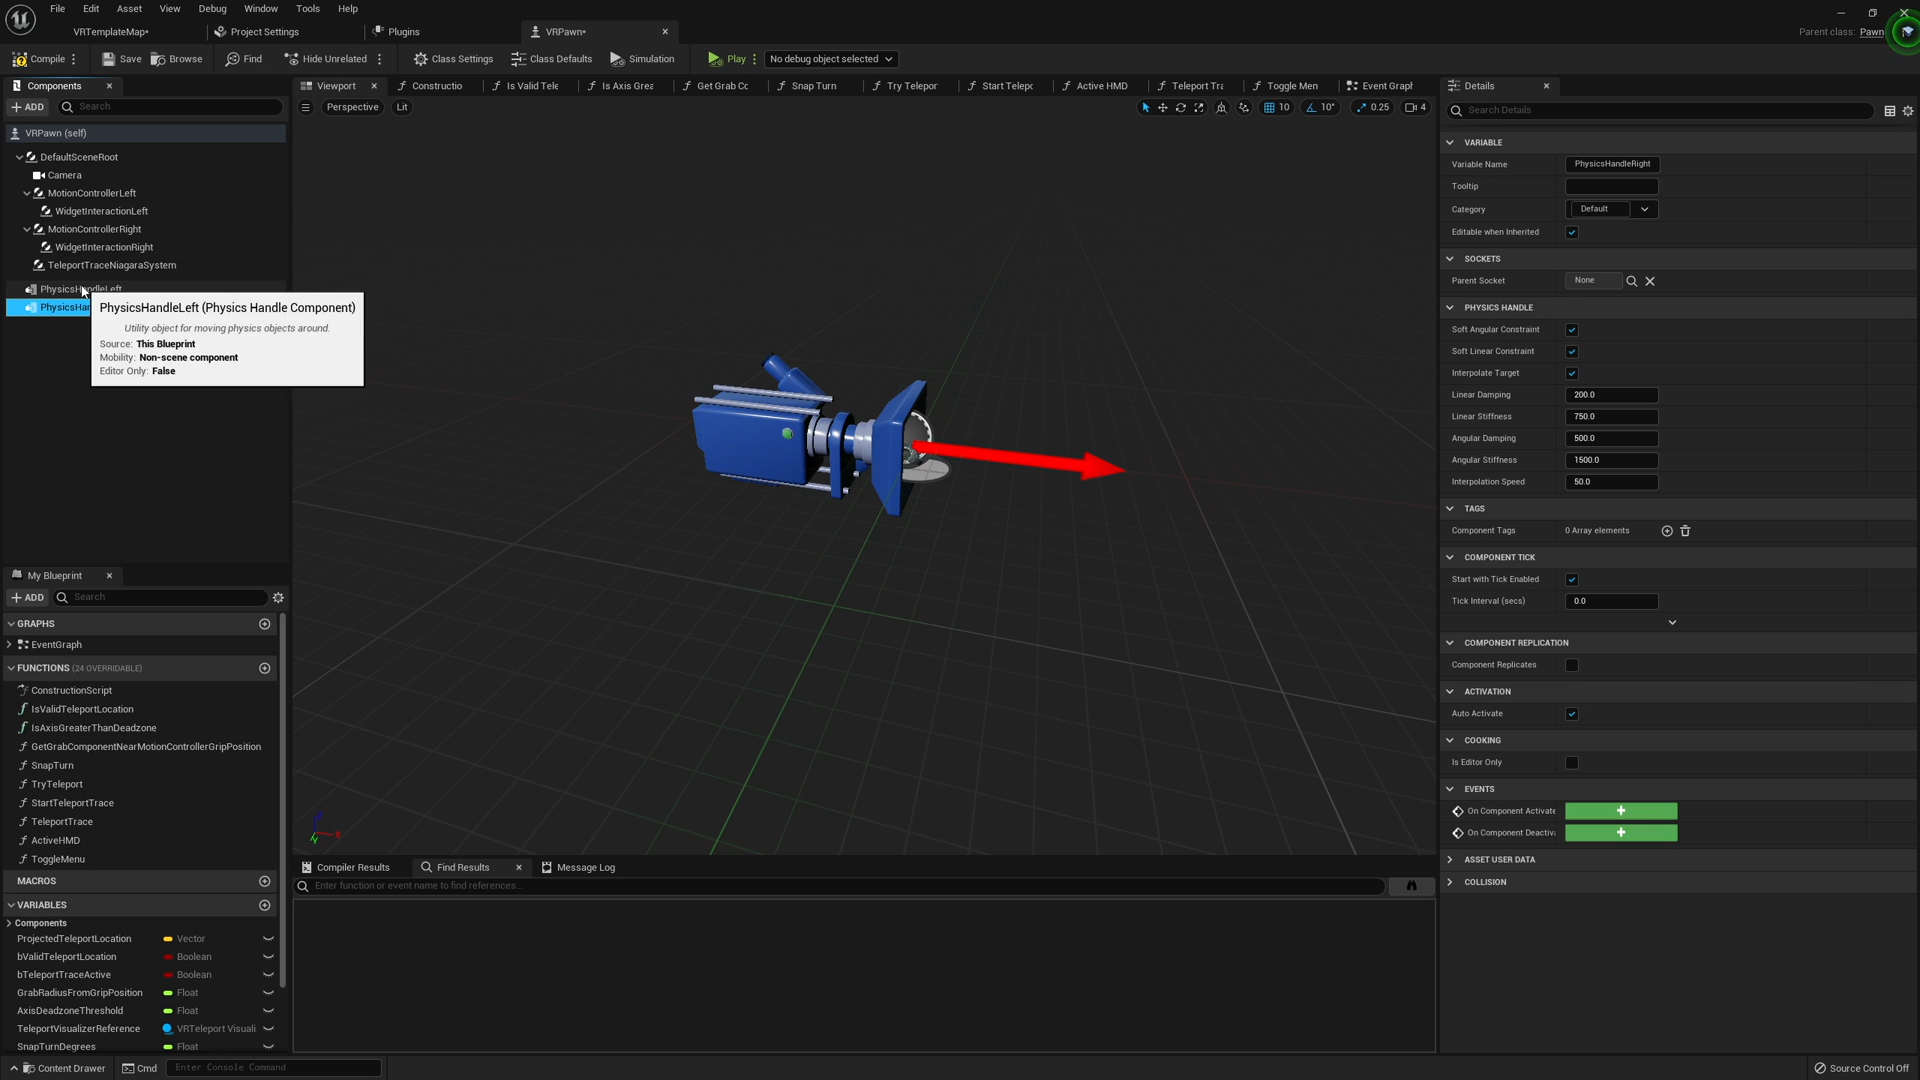 File Edit Asset View Debug Window Tools Help
VRTemplateMap* Project Settings Plugins VRPawn* Parent class: Pawn
Compile Save Browse Find Hide Unrelated Class Settings Class Defaults Simulation Play No debug object selected
Components
ADD Search
VRPawn (self)
DefaultSceneRoot
Camera
MotionControllerLeft
WidgetInteractionLeft
MotionControllerRight
WidgetInteractionRight
TeleportTraceNiagaraSystem
PhysicsHandleLeft
PhysicsHan
PhysicsHandleLeft (Physics Handle Component)
Utility object for moving physics objects around.
Source: This Blueprint
Mobility: Non-scene component
Editor Only: False
My Blueprint
ADD Search
GRAPHS
EventGraph
FUNCTIONS (24 OVERRIDABLE)
ConstructionScript
IsValidTeleportLocation
IsAxisGreaterThanDeadzone
GetGrabComponentNearMotionControllerGripPosition
SnapTurn
TryTeleport
StartTeleportTrace
TeleportTrace
ActiveHMD
ToggleMenu
MACROS
VARIABLES
Components
ProjectedTeleportLocation Vector
bValidTeleportLocation Boolean
bTeleportTraceActive Boolean
GrabRadiusFromGripPosition Float
AxisDeadzoneThreshold Float
TeleportVisualizerReference VRTeleport Visuali
SnapTurnDegrees Float
Viewport Constructio Is Valid Tele Is Axis Grea Get Grab Cc Snap Turn Try Telepor Start Telepc Active HMD Teleport Tra Toggle Men Event Graph
Perspective Lit 10 10° 0.25 4
Compiler Results Find Results Message Log
Enter function or event name to find references...
Details
Search Details
VARIABLE
Variable Name PhysicsHandleRight
Tooltip
Category Default
Editable when Inherited
SOCKETS
Parent Socket None
PHYSICS HANDLE
Soft Angular Constraint
Soft Linear Constraint
Interpolate Target
Linear Damping 200.0
Linear Stiffness 750.0
Angular Damping 500.0
Angular Stiffness 1500.0
Interpolation Speed 50.0
TAGS
Component Tags 0 Array elements
COMPONENT TICK
Start with Tick Enabled
Tick Interval (secs) 0.0
COMPONENT REPLICATION
Component Replicates
ACTIVATION
Auto Activate
COOKING
Is Editor Only
EVENTS
On Component Activate
On Component Deactiv
ASSET USER DATA
COLLISION
Content Drawer Cmd Enter Console Command Source Control Off